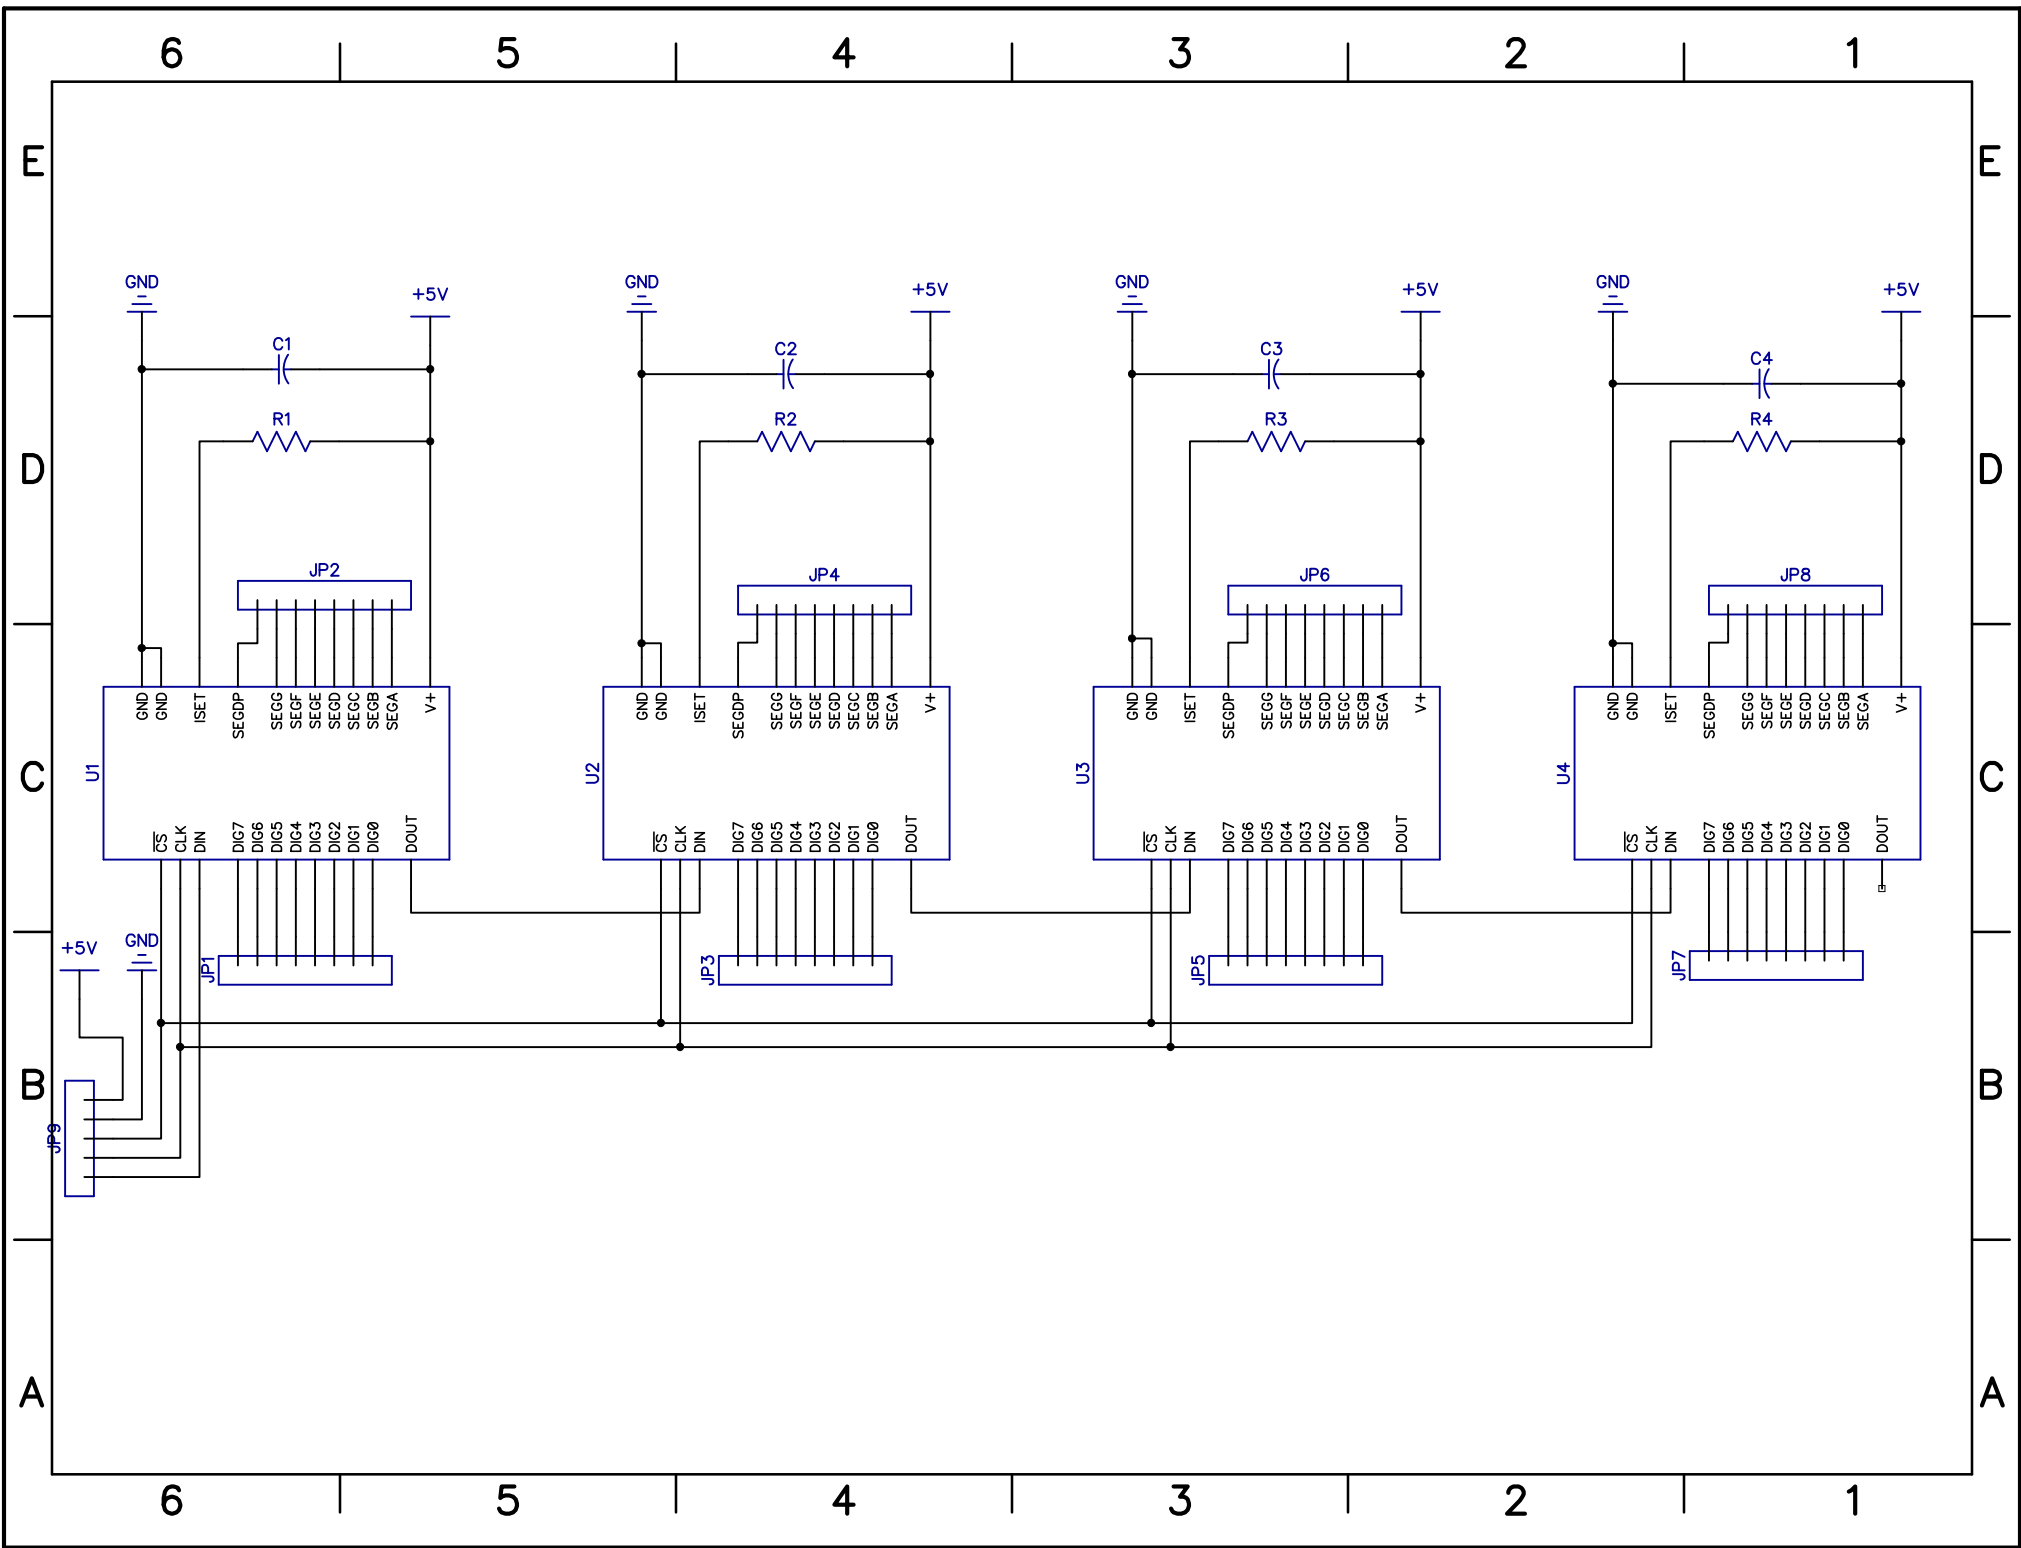 6 5 4 3 2 1
E E
GND +5V GND +5V GND +5V GND +5V
C1 C2 C3 C4
R1 R2 R3 R4
D D
JP2 JP4 JP6 JP8
GND GND ISET SEGDP SEGG SEGF SEGE SEGD SEGC SEGB SEGA V+
GND GND ISET SEGDP SEGG SEGF SEGE SEGD SEGC SEGB SEGA V+
GND GND ISET SEGDP SEGG SEGF SEGE SEGD SEGC SEGB SEGA V+
GND GND ISET SEGDP SEGG SEGF SEGE SEGD SEGC SEGB SEGA V+
C U1 U2 U3 U4 C
CS CLK DIN DIG7 DIG6 DIG5 DIG4 DIG3 DIG2 DIG1 DIG0 DOUT
CS CLK DIN DIG7 DIG6 DIG5 DIG4 DIG3 DIG2 DIG1 DIG0 DOUT
CS CLK DIN DIG7 DIG6 DIG5 DIG4 DIG3 DIG2 DIG1 DIG0 DOUT
CS CLK DIN DIG7 DIG6 DIG5 DIG4 DIG3 DIG2 DIG1 DIG0 DOUT
+5V GND
JP1 JP3 JP5 JP7
B B
JP9
A A
6 5 4 3 2 1